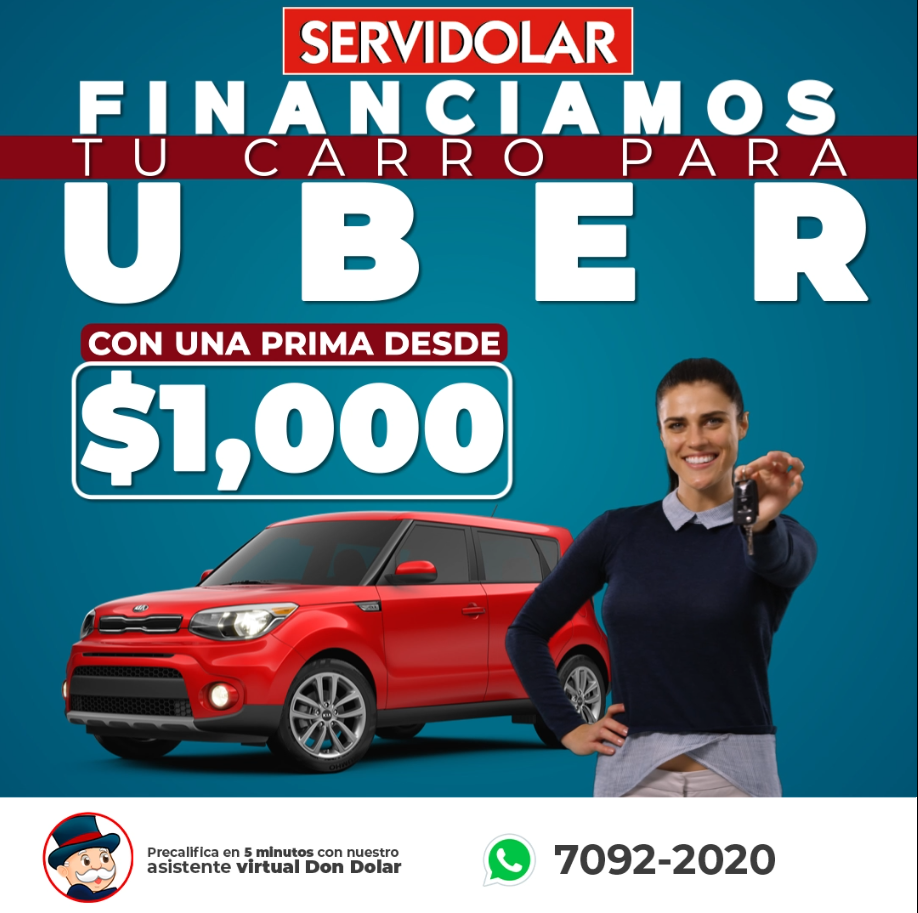 SERVIDOLAR
FINANCIAMOS
TU CARRO PARA
UBER
CON UNA PRIMA DESDE
$1,000
Precalifica en 5 minutos con nuestro
asistente virtual Don Dolar
7092-2020